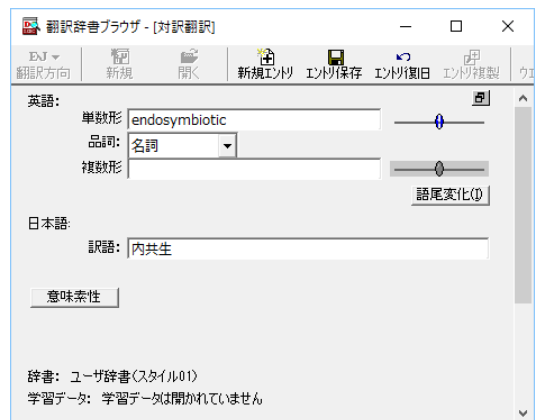 翻訳辞書ブラウザ - [対訳翻訳]
EXJ
翻訳方向 新規 開く 新規エントリ エントリ保存 エントリ復旧 エントリ複製 ウエ
英語:
単数形 endosymbiotic
品詞: 名詞
複数形
語尾変化(I)
日本語:
訳語: 内共生
意味素性
辞書: ユーザ辞書(スタイル01)
学習データ: 学習データは開かれていません